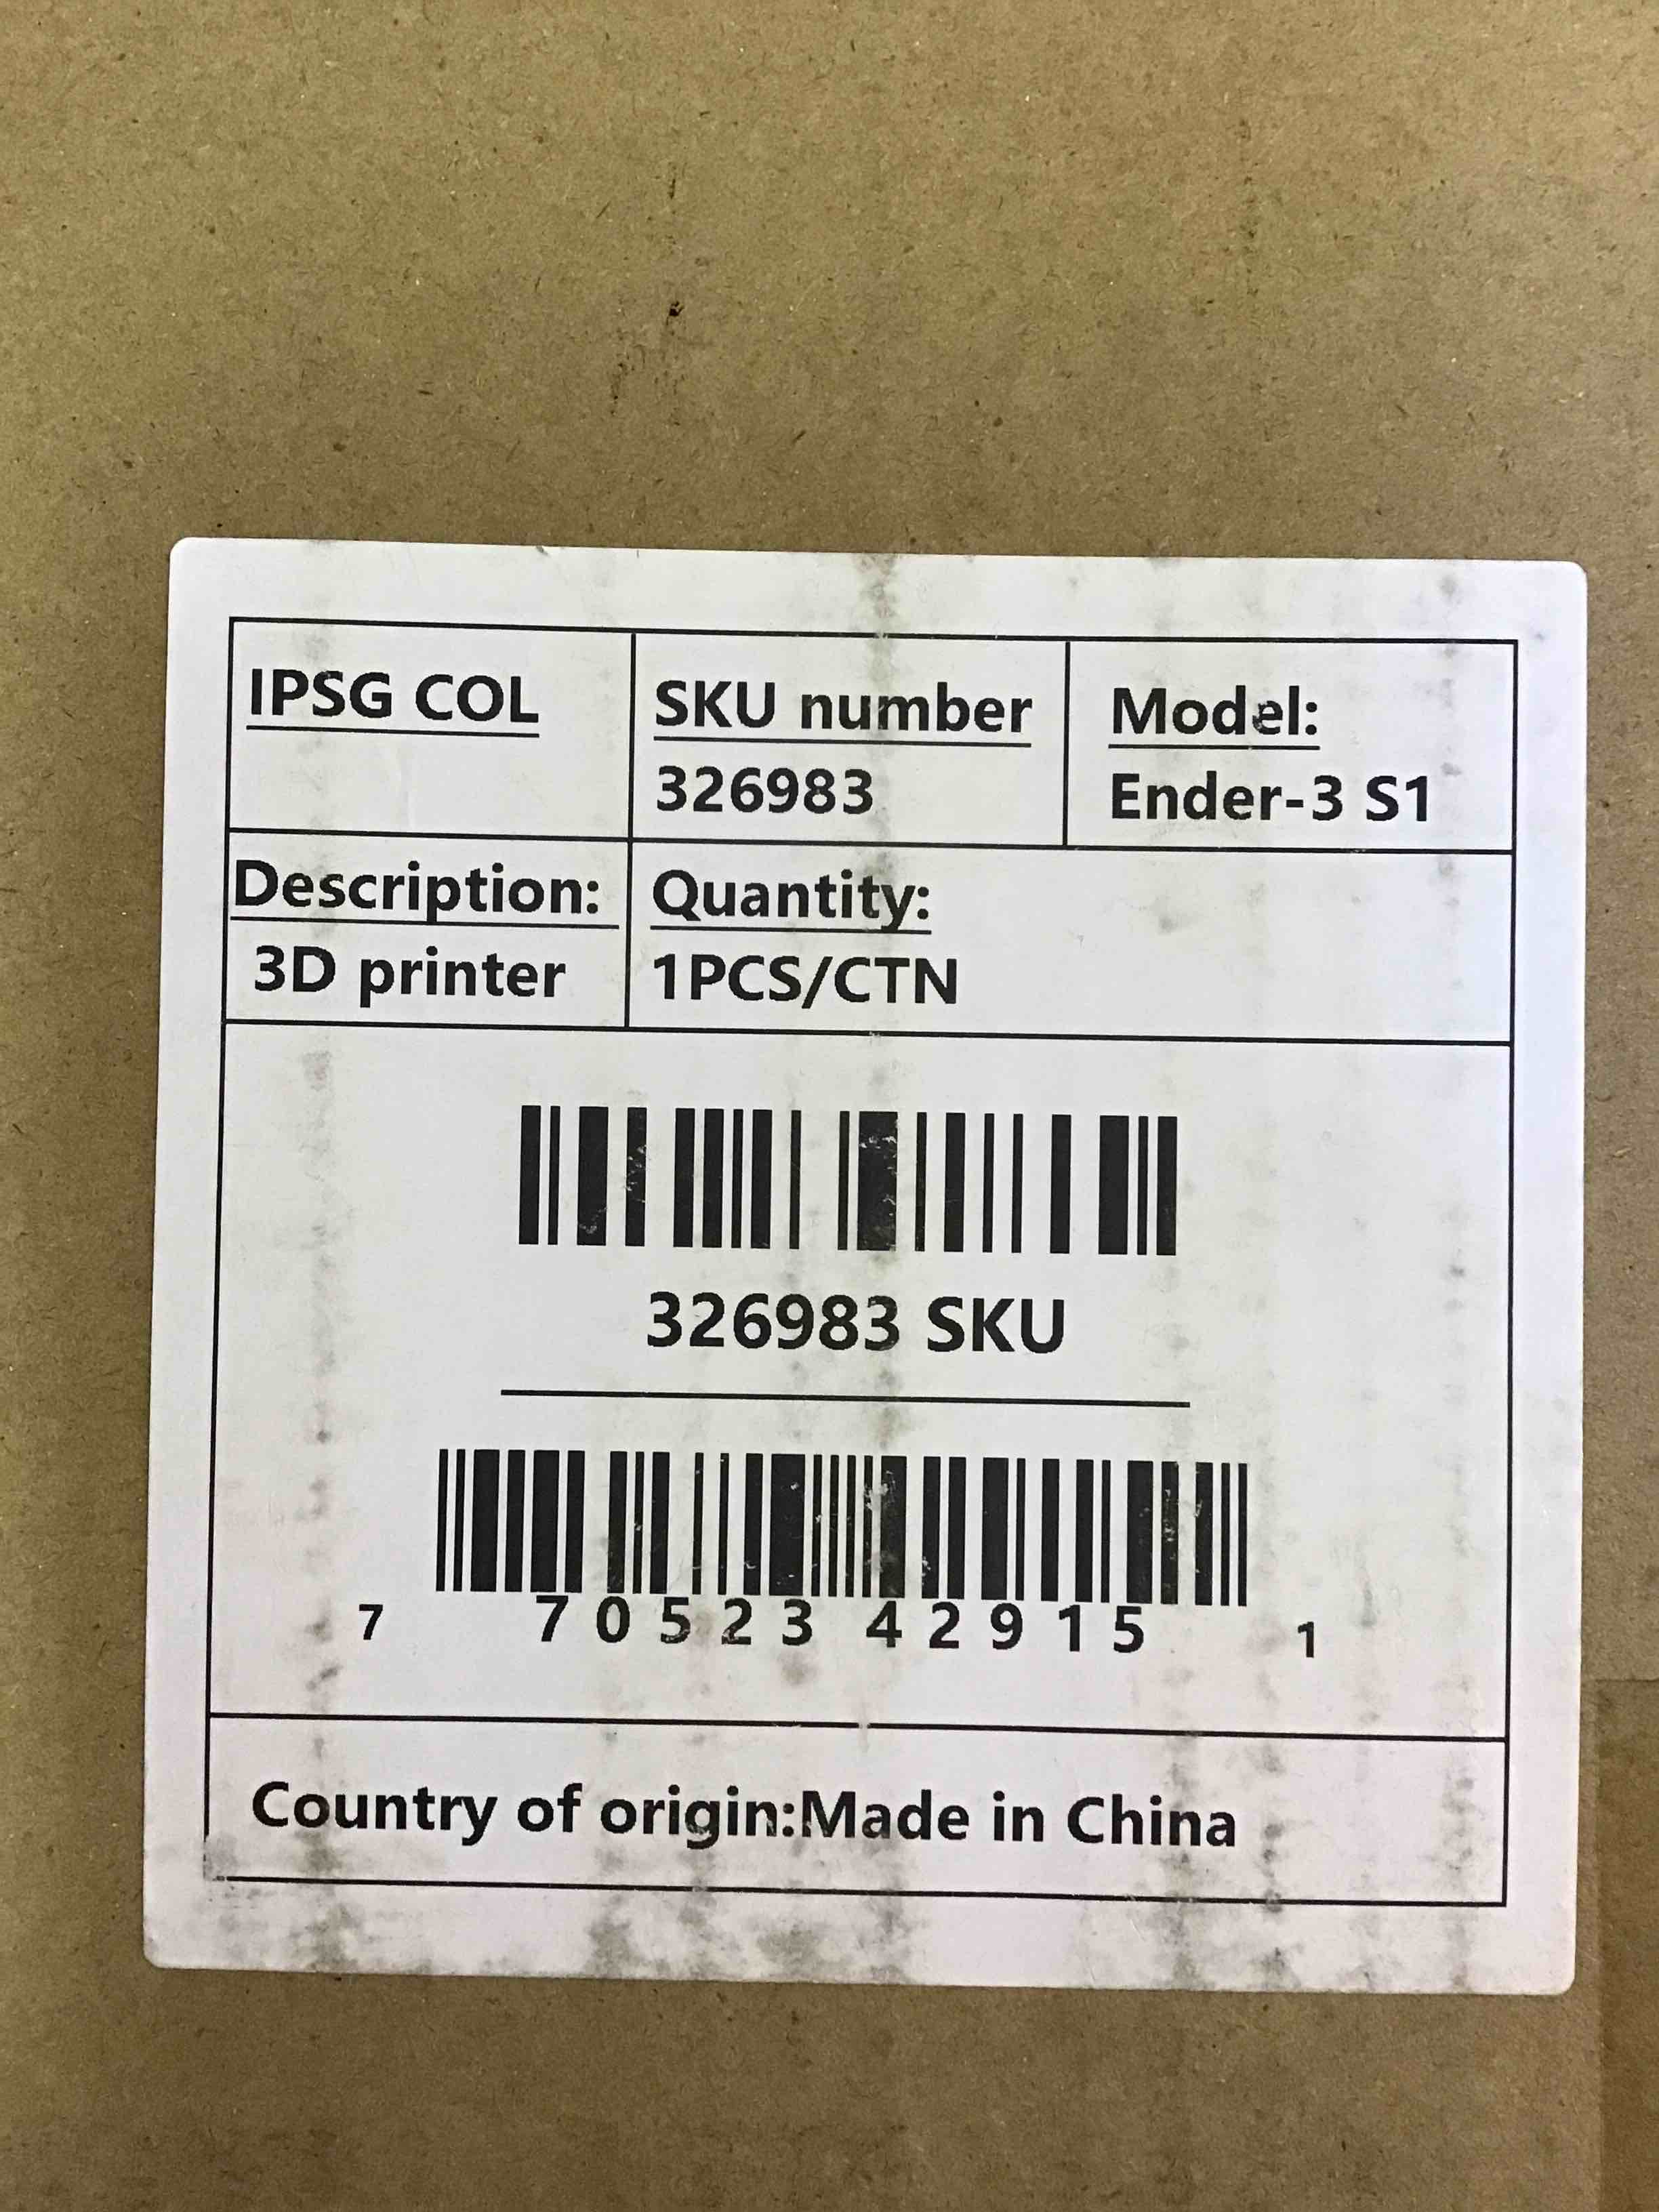 IPSG COL
SKU number
326983
Model:
Ender-3 S1
Description:
3D printer
Quantity:
1PCS/CTN
326983 SKU
7 70523 42915 1
Country of origin:Made in China